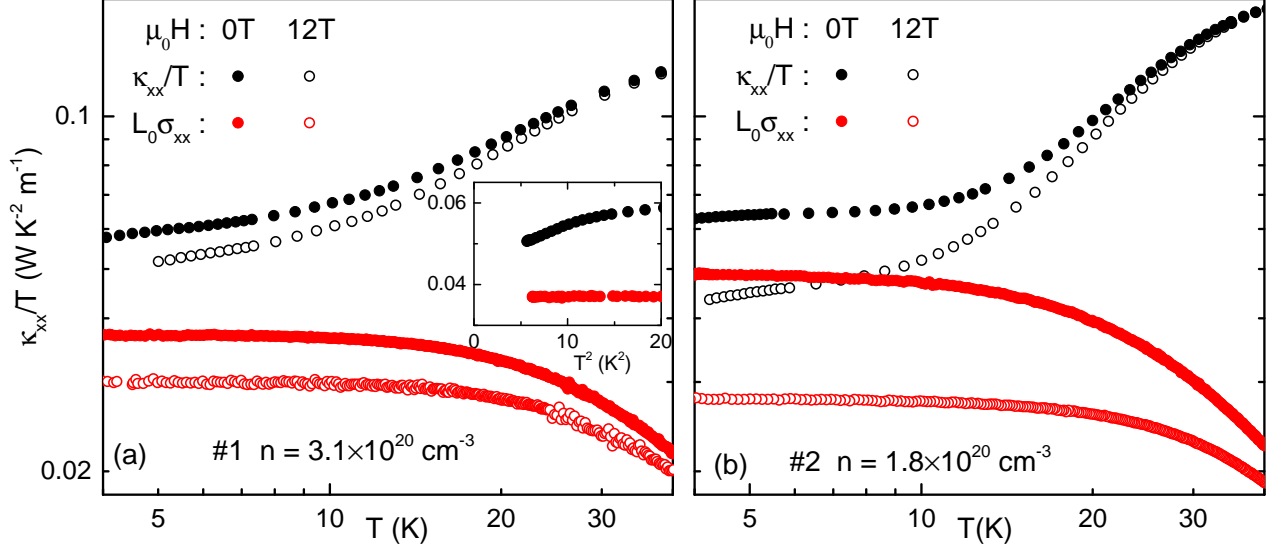 μ₀H : 0T 12T
κxx/T :
L₀σxx :
μ₀H : 0T 12T
κxx/T :
L₀σxx :
0.1
0.02
κxx/T (W K⁻² m⁻¹)
0.06
0.04
0 10 20
T² (K²)
(a) #1 n = 3.1×10²⁰ cm⁻³
(b) #2 n = 1.8×10²⁰ cm⁻³
5 10 20 30
T (K)
5 10 20 30
T(K)